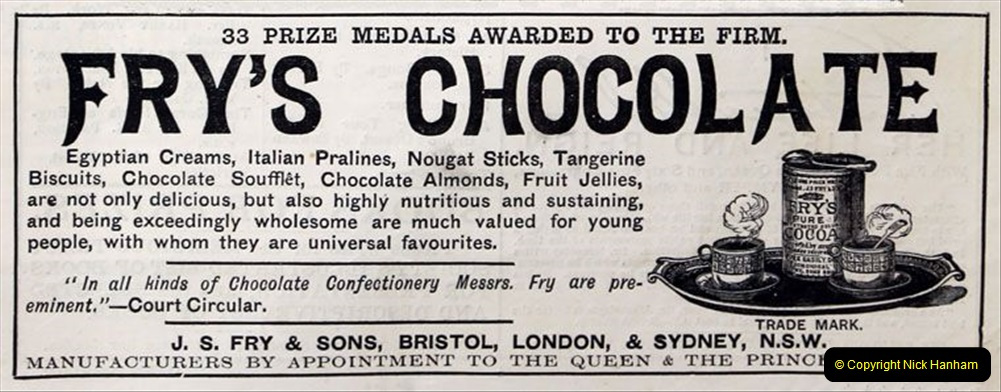 33 PRIZE MEDALS AWARDED TO THE FIRM.
FRY'S CHOCOLATE
Egyptian Creams, Italian Pralines, Nougat Sticks, Tangerine
Biscuits, Chocolate Soufflêt, Chocolate Almonds, Fruit Jellies,
are not only delicious, but also highly nutritious and sustaining,
and being exceedingly wholesome are much valued for young
people, with whom they are universal favourites.
"In all kinds of Chocolate Confectionery Messrs. Fry are pre-
eminent."—Court Circular.
FRY'S
PURE
COCOA
TRADE MARK.
J. S. FRY & SONS, BRISTOL, LONDON, & SYDNEY, N.S.W.
MANUFACTURERS BY APPOINTMENT TO THE QUEEN & THE
© Copyright Nick Hanham